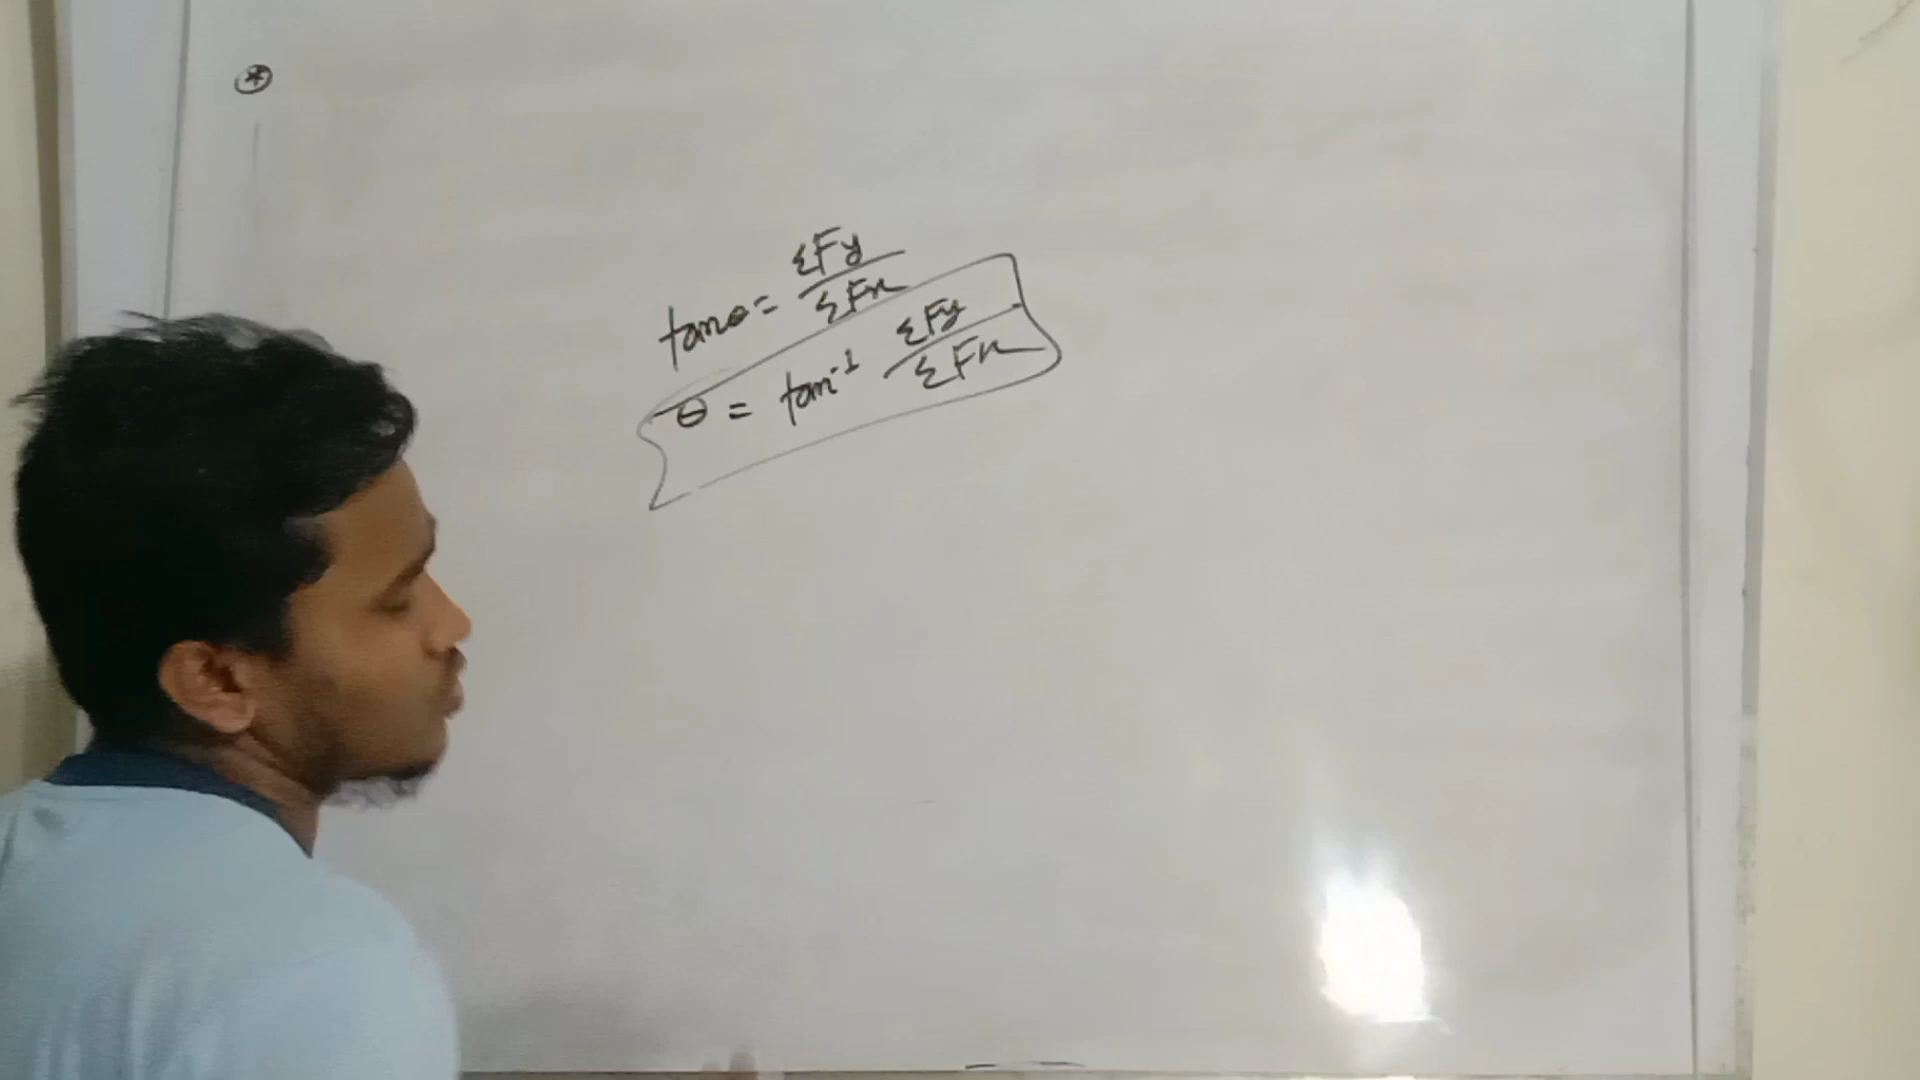 ⊛
tanθ = ΣFy / ΣFx
θ = tan⁻¹ ΣFy / ΣFx